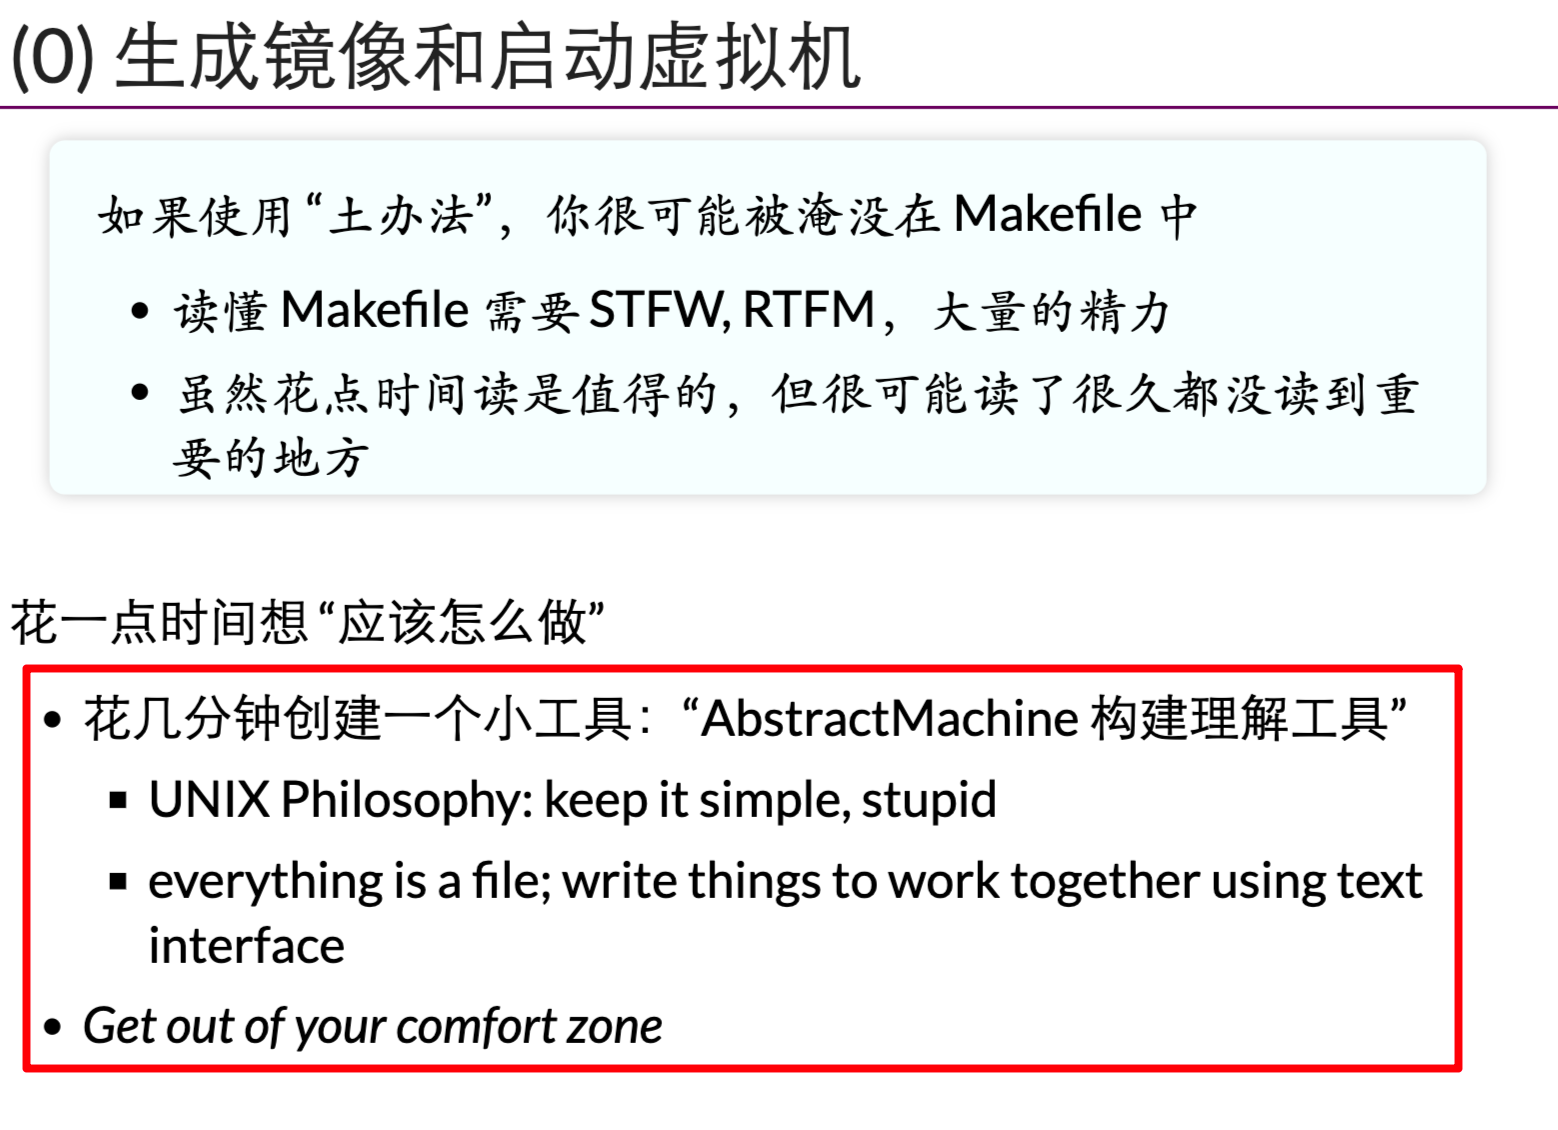 (0) 生成镜像和启动虚拟机
如果使用 “土办法”，你很可能被淹没在 Makefile 中
• 读懂 Makefile 需要 STFW, RTFM，大量的精力
• 虽然花点时间读是值得的，但很可能读了很久都没读到重
要的地方
花一点时间想 “应该怎么做”
• 花几分钟创建一个小工具：“AbstractMachine 构建理解工具”
▪ UNIX Philosophy: keep it simple, stupid
▪ everything is a file; write things to work together using text
interface
• Get out of your comfort zone